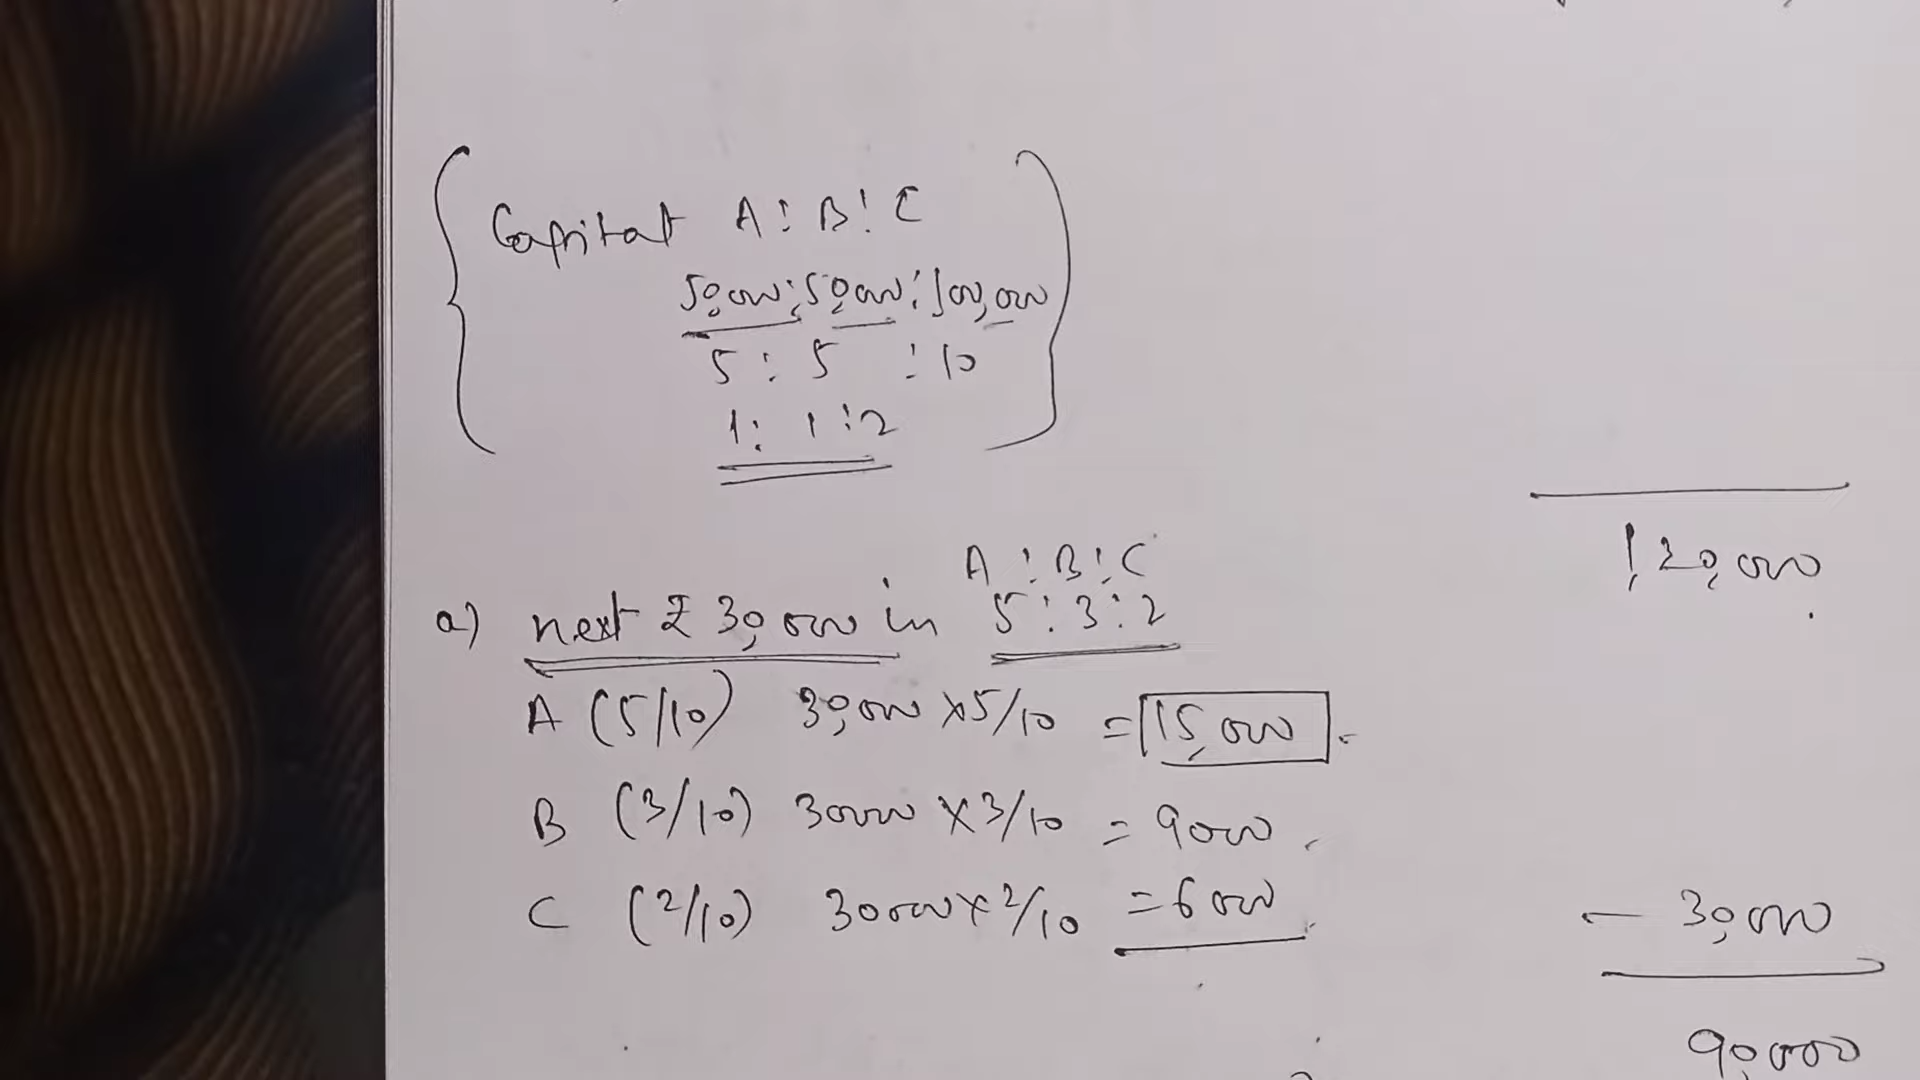 Capital A : B : C
50,000 : 50,000 : 100,000
5 : 5 : 10
1 : 1 : 2
1,20,000
A : B : C
a) next ₹ 30,000 in 5 : 3 : 2
A (5/10) 30,000 x 5/10 = 15,000
B (3/10) 30000 x 3/10 = 9000
C (2/10) 30000 x 2/10 = 6000
- 30,000
90,000